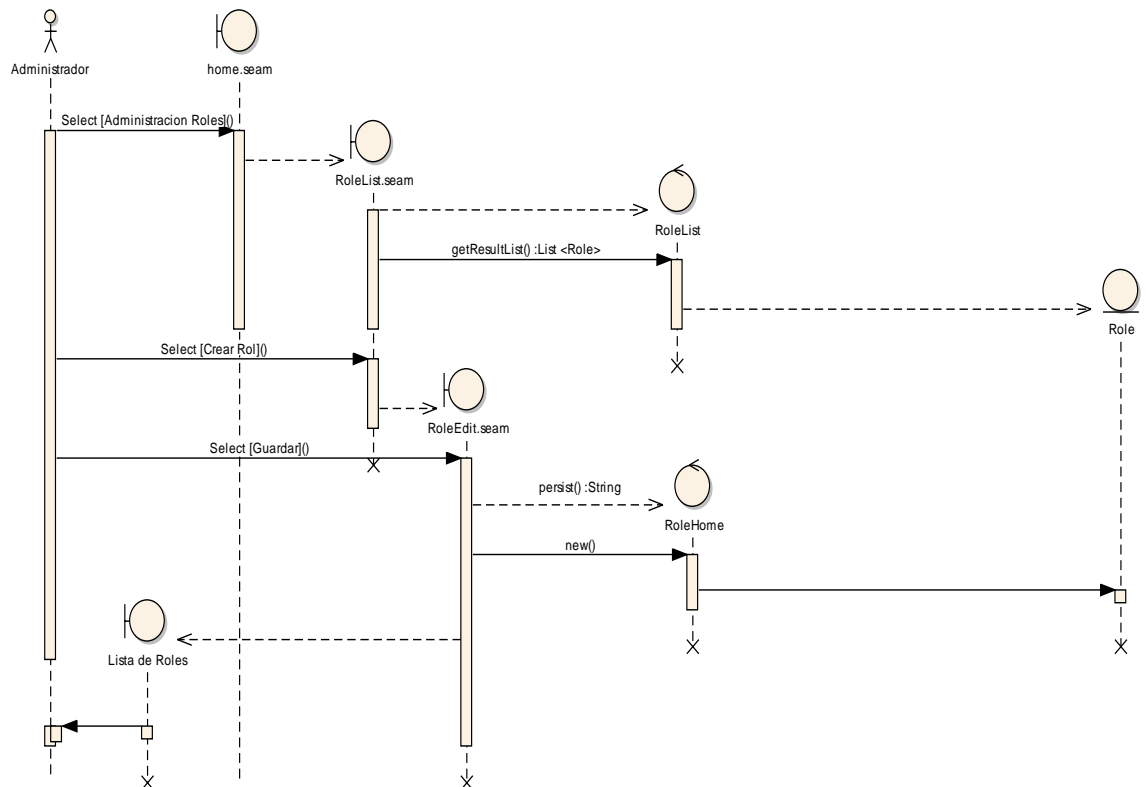 Administrador
home.seam
Select [Administracion Roles]()
RoleList.seam
RoleList
getResultList() :List <Role>
Role
Select [Crear Rol]()
RoleEdit.seam
Select [Guardar]()
persist() :String
RoleHome
new()
Lista de Roles